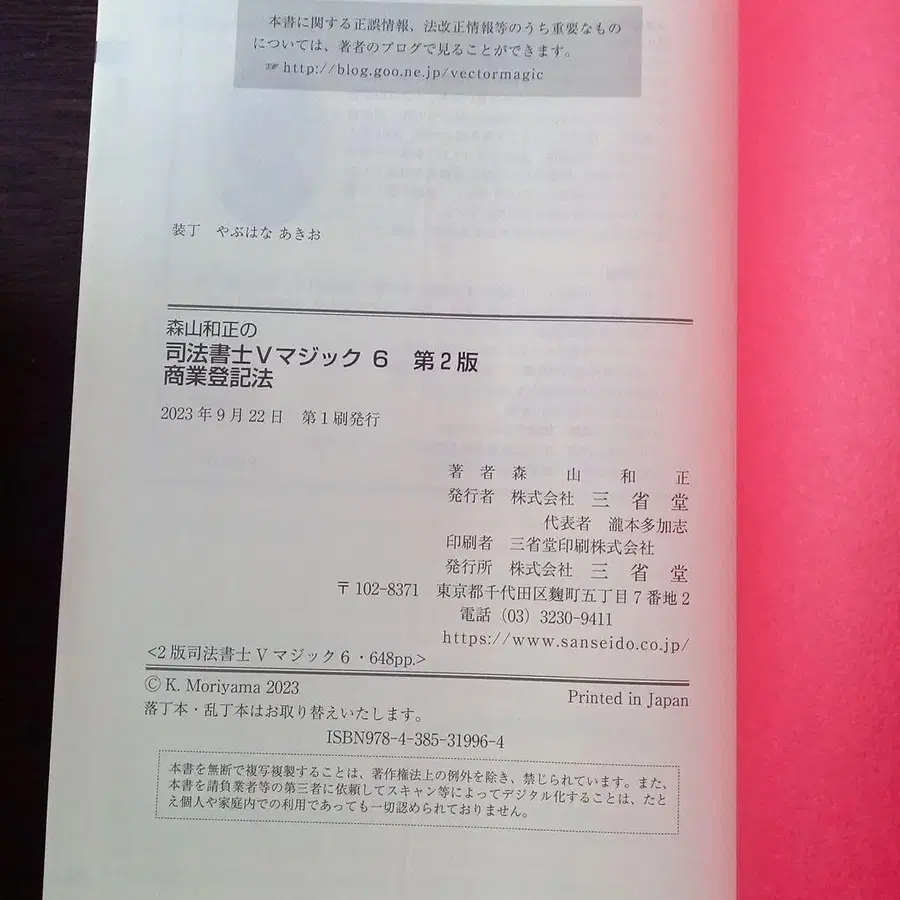 本書に関する正誤情報、法改正情報等のうち重要なもの
については、著者のブログで見ることができます。
☞ http://blog.goo.ne.jp/vectormagic
装丁　やぶはな あきお
森山和正の
司法書士Vマジック 6　第2版
商業登記法
2023年9月22日　第1刷発行
著　者　森　山　和　正
発行者　株式会社　三　省　堂
代表者　瀧本多加志
印刷者　三省堂印刷株式会社
発行所　株式会社　三　省　堂
〒102-8371　東京都千代田区麴町五丁目7番地2
電話 (03) 3230-9411
https://www.sanseido.co.jp/
<2版司法書士Vマジック6・648pp.>
© K. Moriyama 2023
Printed in Japan
落丁本・乱丁本はお取り替えいたします。
ISBN978-4-385-31996-4
本書を無断で複写複製することは、著作権法上の例外を除き、禁じられています。また、
本書を請負業者等の第三者に依頼してスキャン等によってデジタル化することは、たと
え個人や家庭内での利用であっても一切認められておりません。